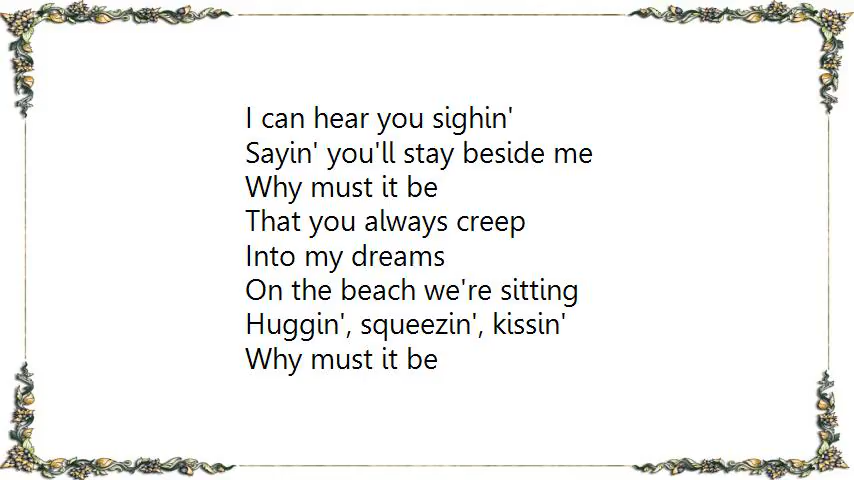 I can hear you sighin'
Sayin' you'll stay beside me
Why must it be
That you always creep
Into my dreams
On the beach we're sitting
Huggin', squeezin', kissin'
Why must it be